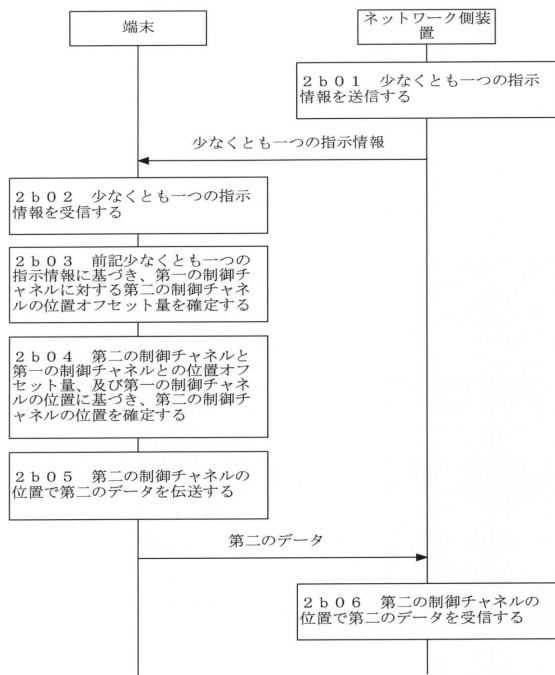 端末
ネットワーク側装
置
2b01 少なくとも一つの指示
情報を送信する
少なくとも一つの指示情報
2b02 少なくとも一つの指示
情報を受信する
2b03 前記少なくとも一つの
指示情報に基づき、第一の制御チ
ャネルに対する第二の制御チャネ
ルの位置オフセット量を確定する
2b04 第二の制御チャネルと
第一の制御チャネルとの位置オフ
セット量、及び第一の制御チャネ
ルの位置に基づき、第二の制御チ
ャネルの位置を確定する
2b05 第二の制御チャネルの
位置で第二のデータを伝送する
第二のデータ
2b06 第二の制御チャネルの
位置で第二のデータを受信する